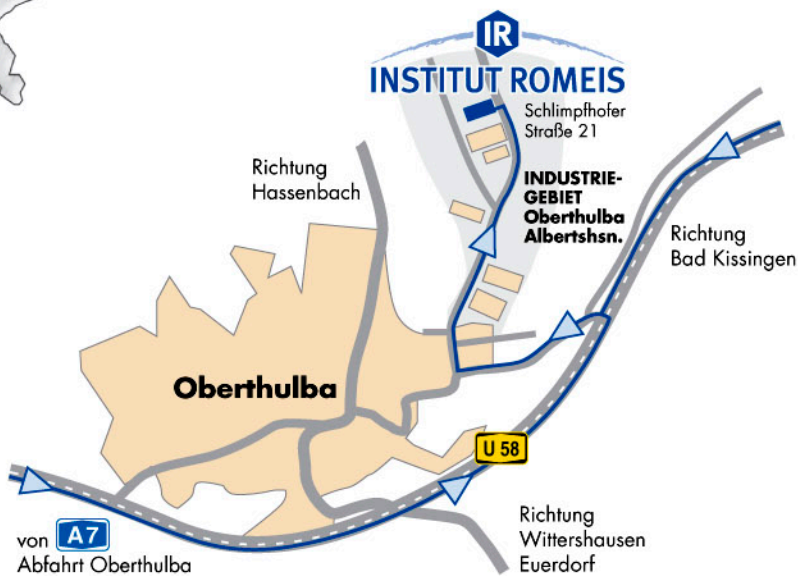 IR
INSTITUT ROMEIS
Schlimpfhofer
Straße 21
Richtung
Hassenbach
INDUSTRIE-
GEBIET
Oberthulba
Albertshsn.
Richtung
Bad Kissingen
Oberthulba
U 58
von A7
Abfahrt Oberthulba
Richtung
Wittershausen
Euerdorf